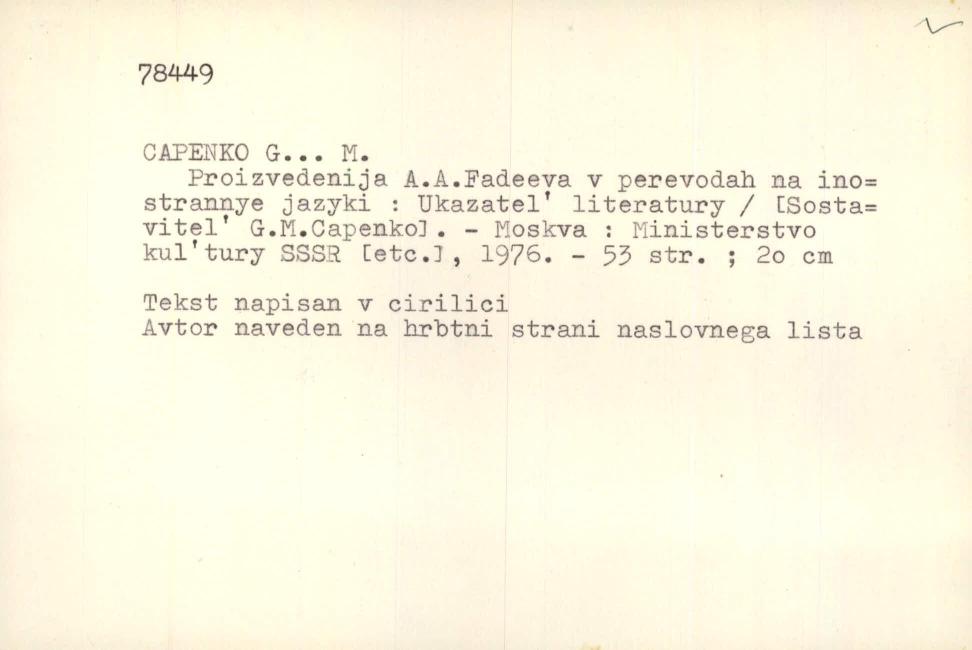 78449
CAPENKO G... M.
Proizvedenija A.A.Fadeeva v perevodah na ino=
strannye jazyki : Ukazatel' literatury / [Sosta=
vitel' G.M.Capenko]. - Moskva : Ministerstvo
kul'tury SSSR [etc.], 1976. - 53 str. ; 2o cm
Tekst napisan v cirilici
Avtor naveden na hrbtni strani naslovnega lista